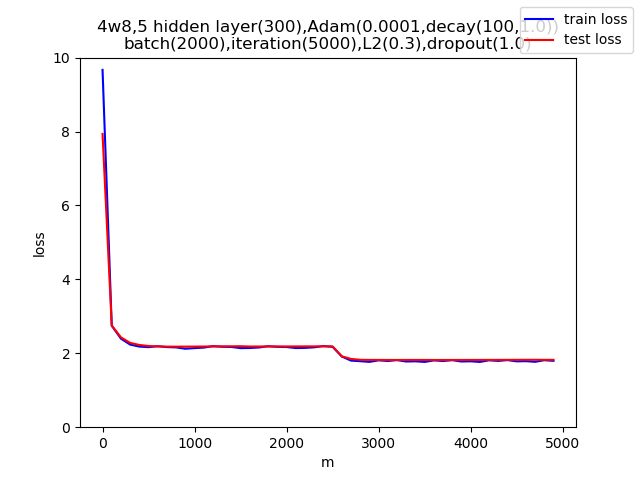 4w8,5 hidden layer(300),Adam(0.0001,decay(100,1.0))
batch(2000),iteration(5000),L2(0.3),dropout(1.0)
train loss
test loss
10
8
6
4
2
0
loss
0 1000 2000 3000 4000 5000
m